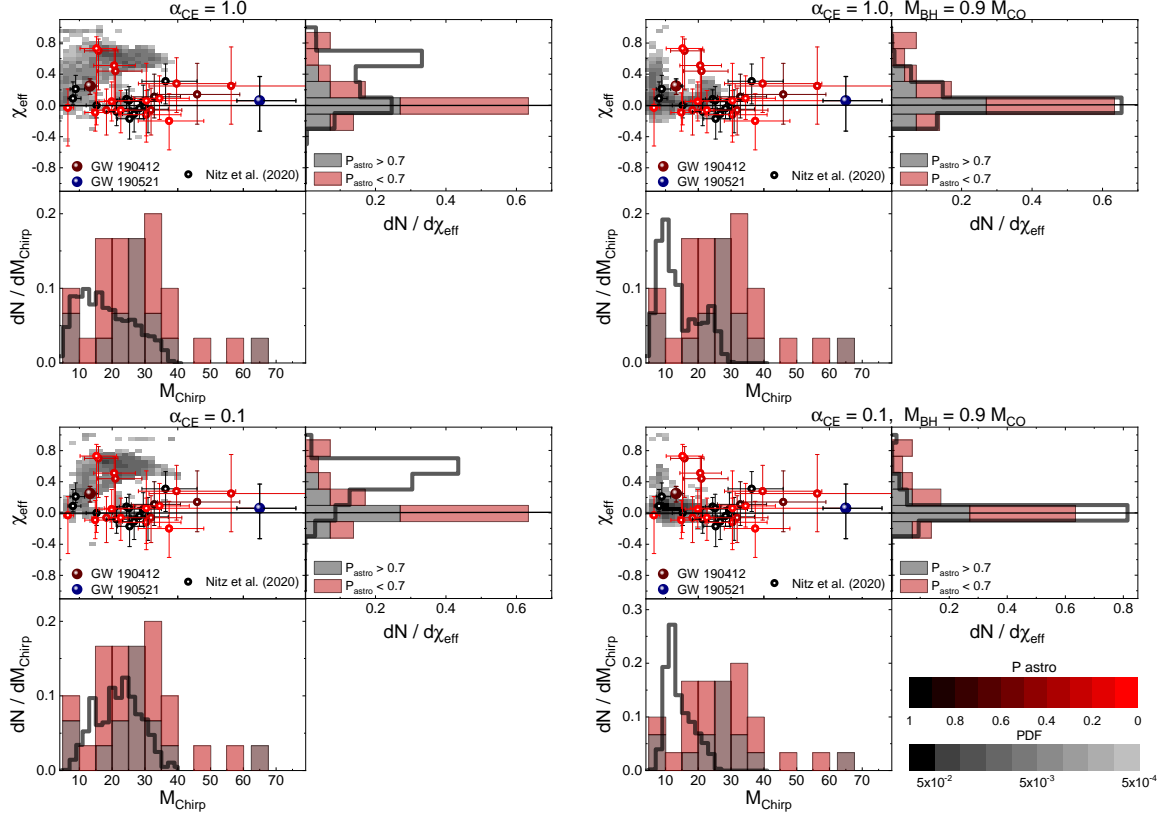 α_CE = 1.0
χ_eff
0.8
0.4
0.0
-0.4
-0.8
GW 190412
GW 190521
Nitz et al. (2020)
P_astro > 0.7
P_astro < 0.7
0.2 0.4 0.6
dN / dχ_eff
dN / dM_Chirp
0.2
0.1
0.0
10 20 30 40 50 60 70
M_Chirp
α_CE = 1.0, M_BH = 0.9 M_CO
χ_eff
0.8
0.4
0.0
-0.4
-0.8
GW 190412
GW 190521
Nitz et al. (2020)
P_astro > 0.7
P_astro < 0.7
0.2 0.4 0.6
dN / dχ_eff
dN / dM_Chirp
0.2
0.1
0.0
10 20 30 40 50 60 70
M_Chirp
α_CE = 0.1
χ_eff
0.8
0.4
0.0
-0.4
-0.8
GW 190412
GW 190521
Nitz et al. (2020)
P_astro > 0.7
P_astro < 0.7
0.2 0.4 0.6
dN / dχ_eff
dN / dM_Chirp
0.2
0.1
0.0
10 20 30 40 50 60 70
M_Chirp
α_CE = 0.1, M_BH = 0.9 M_CO
χ_eff
0.8
0.4
0.0
-0.4
-0.8
GW 190412
GW 190521
Nitz et al. (2020)
P_astro > 0.7
P_astro < 0.7
0.2 0.4 0.6 0.8
dN / dχ_eff
dN / dM_Chirp
0.3
0.2
0.1
0.0
10 20 30 40 50 60 70
M_Chirp
P astro
1 0.8 0.6 0.4 0.2 0
PDF
5x10⁻² 5x10⁻³ 5x10⁻⁴